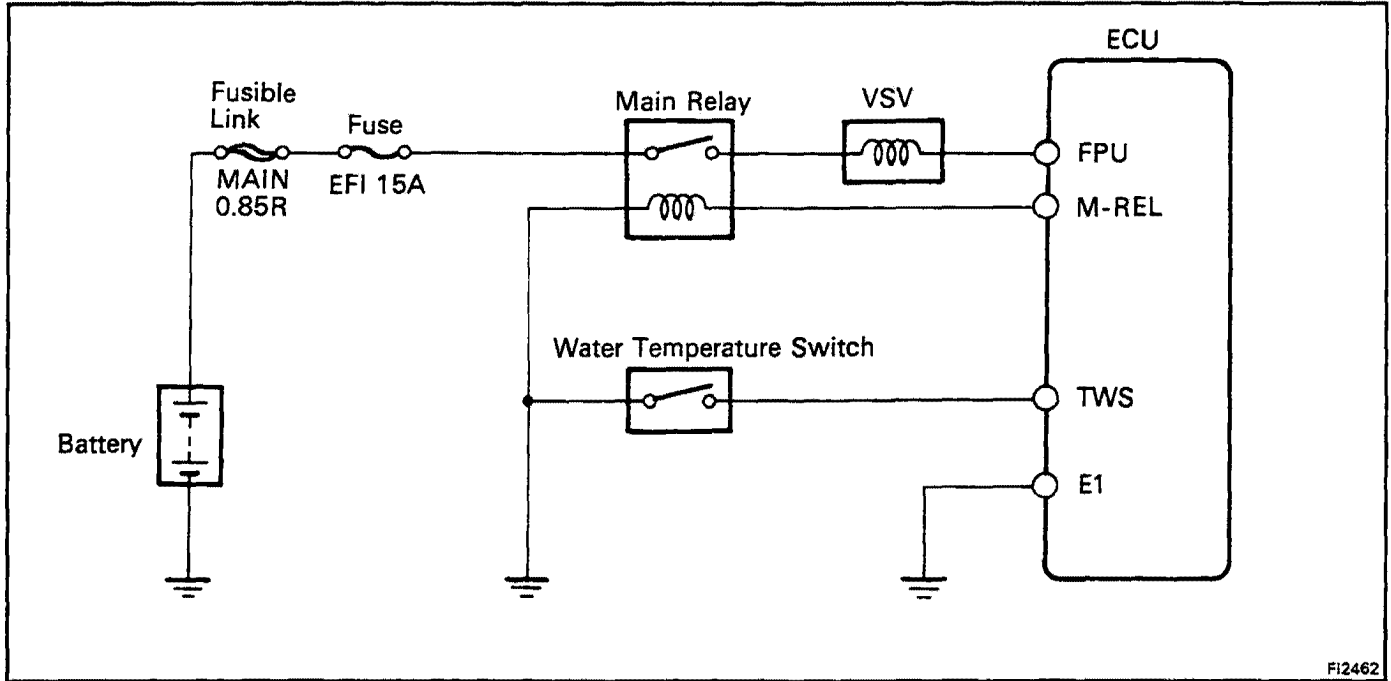 ECU
Fusible
Link
Fuse
Main Relay
VSV
MAIN
0.85R
EFI 15A
FPU
M-REL
Water Temperature Switch
TWS
Battery
E1
FI2462